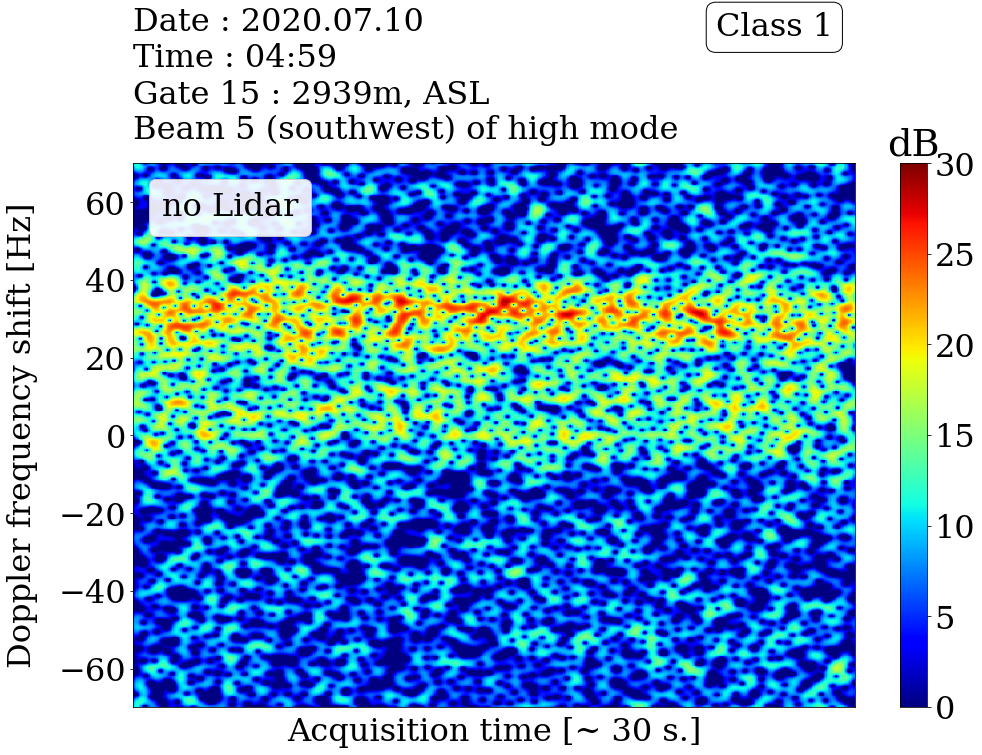 Date : 2020.07.10
Time : 04:59
Gate 15 : 2939m, ASL
Beam 5 (southwest) of high mode
Class 1
dB
no Lidar
Doppler frequency shift [Hz]
60
40
20
0
−20
−40
−60
30
25
20
15
10
5
0
Acquisition time [~ 30 s.]